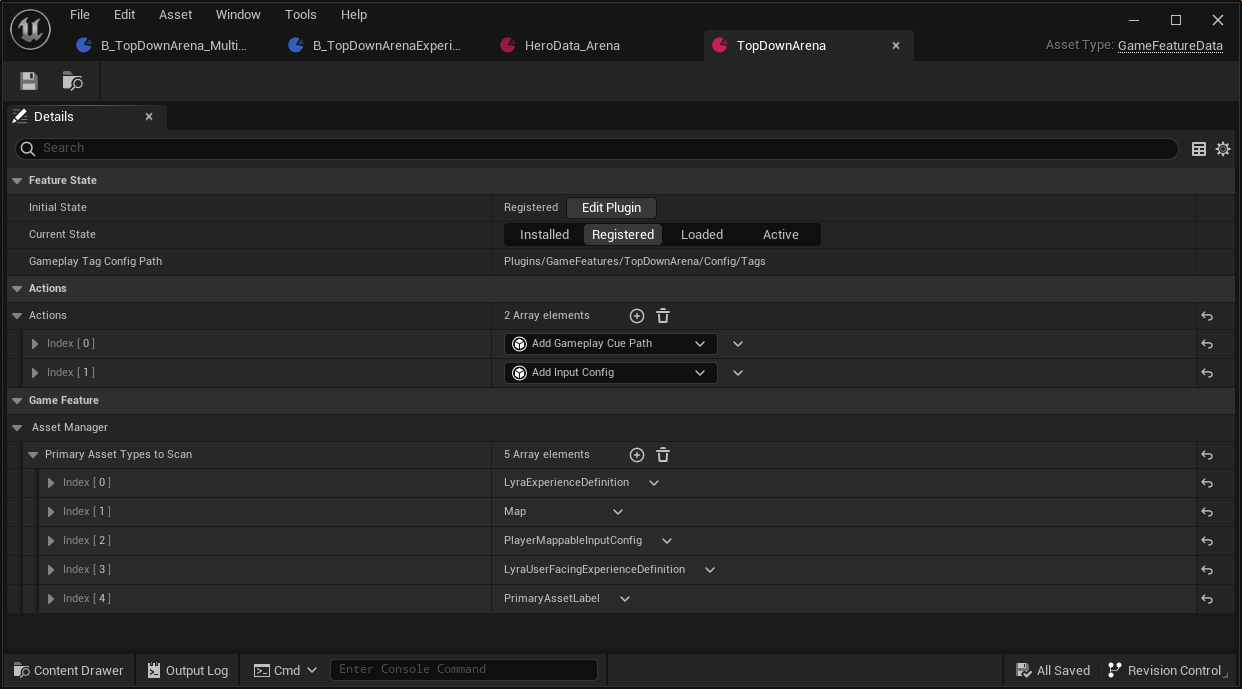 File Edit Asset Window Tools Help
B_TopDownArena_Multi... B_TopDownArenaExperi... HeroData_Arena TopDownArena Asset Type: GameFeatureData
Details
Search
Feature State
Initial State Registered Edit Plugin
Current State Installed Registered Loaded Active
Gameplay Tag Config Path Plugins/GameFeatures/TopDownArena/Config/Tags
Actions
Actions 2 Array elements
Index [ 0 ] Add Gameplay Cue Path
Index [ 1 ] Add Input Config
Game Feature
Asset Manager
Primary Asset Types to Scan 5 Array elements
Index [ 0 ] LyraExperienceDefinition
Index [ 1 ] Map
Index [ 2 ] PlayerMappableInputConfig
Index [ 3 ] LyraUserFacingExperienceDefinition
Index [ 4 ] PrimaryAssetLabel
Content Drawer Output Log Cmd Enter Console Command All Saved Revision Control